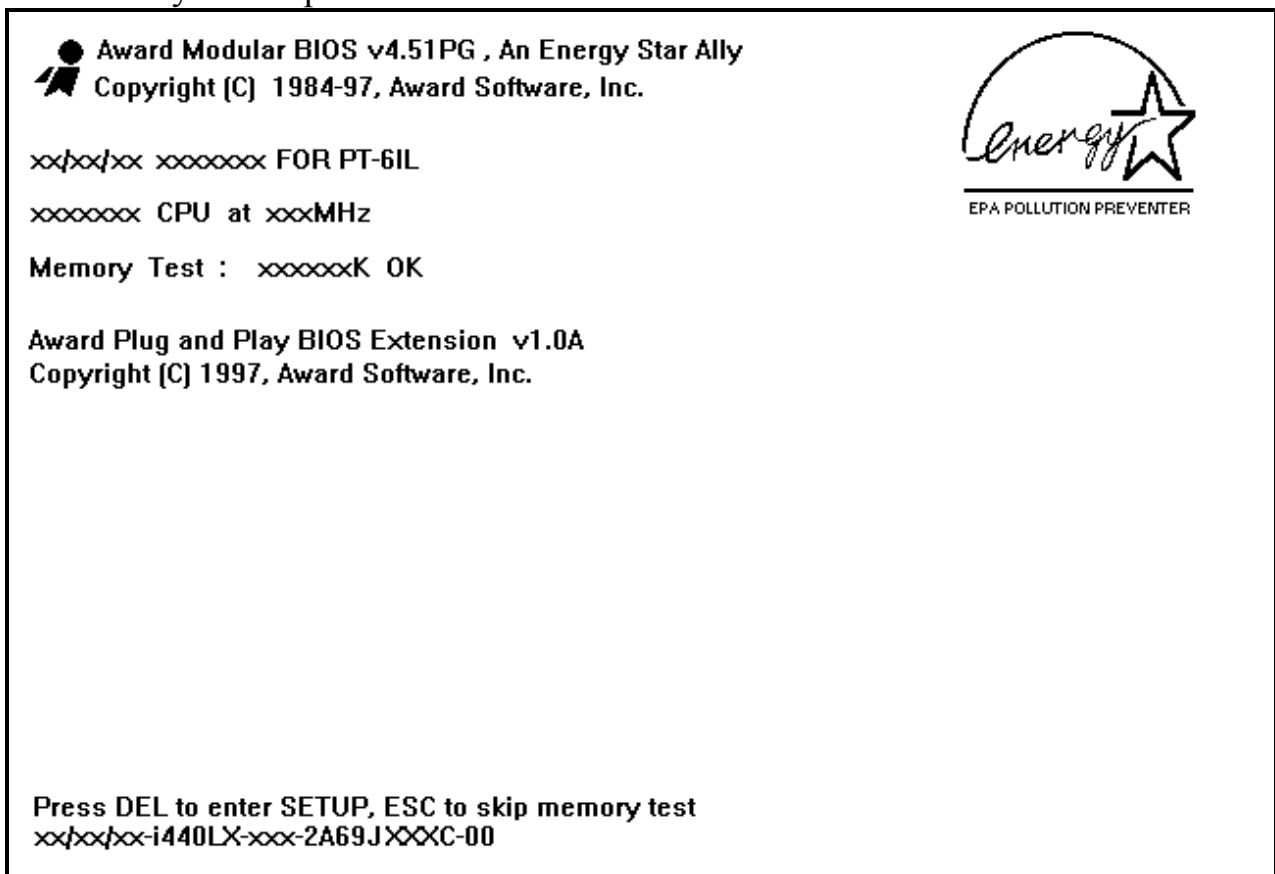 Award Modular BIOS v4.51PG , An Energy Star Ally
Copyright (C) 1984-97, Award Software, Inc.
energy
EPA POLLUTION PREVENTER
xx/xx/xx xxxxxxx FOR PT-6IL
xxxxxxx CPU at xxxMHz
Memory Test : xxxxxxK OK
Award Plug and Play BIOS Extension v1.0A
Copyright (C) 1997, Award Software, Inc.
Press DEL to enter SETUP, ESC to skip memory test
xx/xx/xx-i440LX-xxx-2A69JXXXC-00